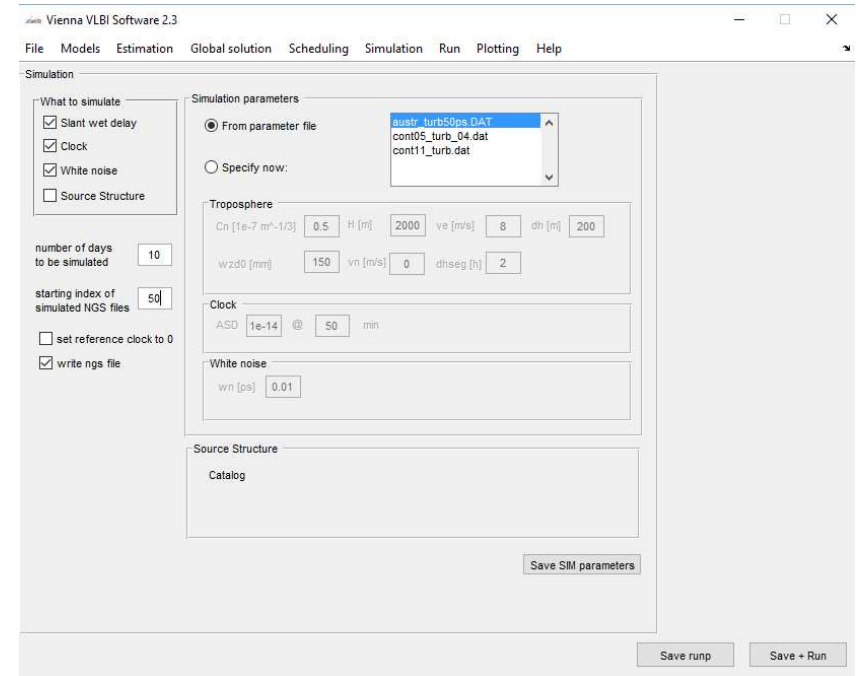 Vienna VLBI Software 2.3
File Models Estimation Global solution Scheduling Simulation Run Plotting Help
Simulation
What to simulate
Slant wet delay
Clock
White noise
Source Structure
number of days
to be simulated 10
starting index of
simulated NGS files 50
set reference clock to 0
write ngs file
Simulation parameters
From parameter file
austr_turb50ps.DAT
cont05_turb_04.dat
cont11_turb.dat
Specify now:
Troposphere
Cn [1e-7 m^-1/3] 0.5 H [m] 2000 ve [m/s] 8 dh [m] 200
wzd0 [mm] 150 vn [m/s] 0 dhseg [h] 2
Clock
ASD 1e-14 @ 50 min
White noise
wn [ps] 0.01
Source Structure
Catalog
Save SIM parameters
Save runp Save + Run